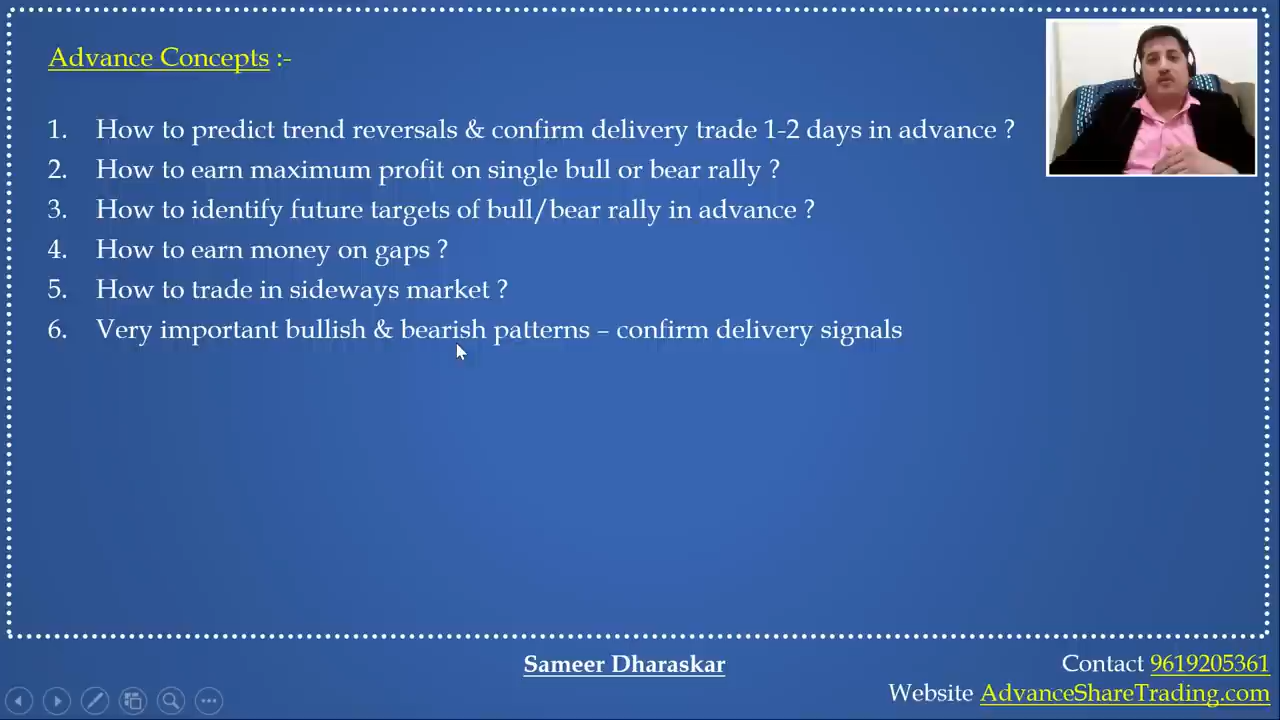 Advance Concepts :-
1. How to predict trend reversals & confirm delivery trade 1-2 days in advance ?
2. How to earn maximum profit on single bull or bear rally ?
3. How to identify future targets of bull/bear rally in advance ?
4. How to earn money on gaps ?
5. How to trade in sideways market ?
6. Very important bullish & bearish patterns – confirm delivery signals
Sameer Dharaskar
Contact 9619205361
Website AdvanceShareTrading.com